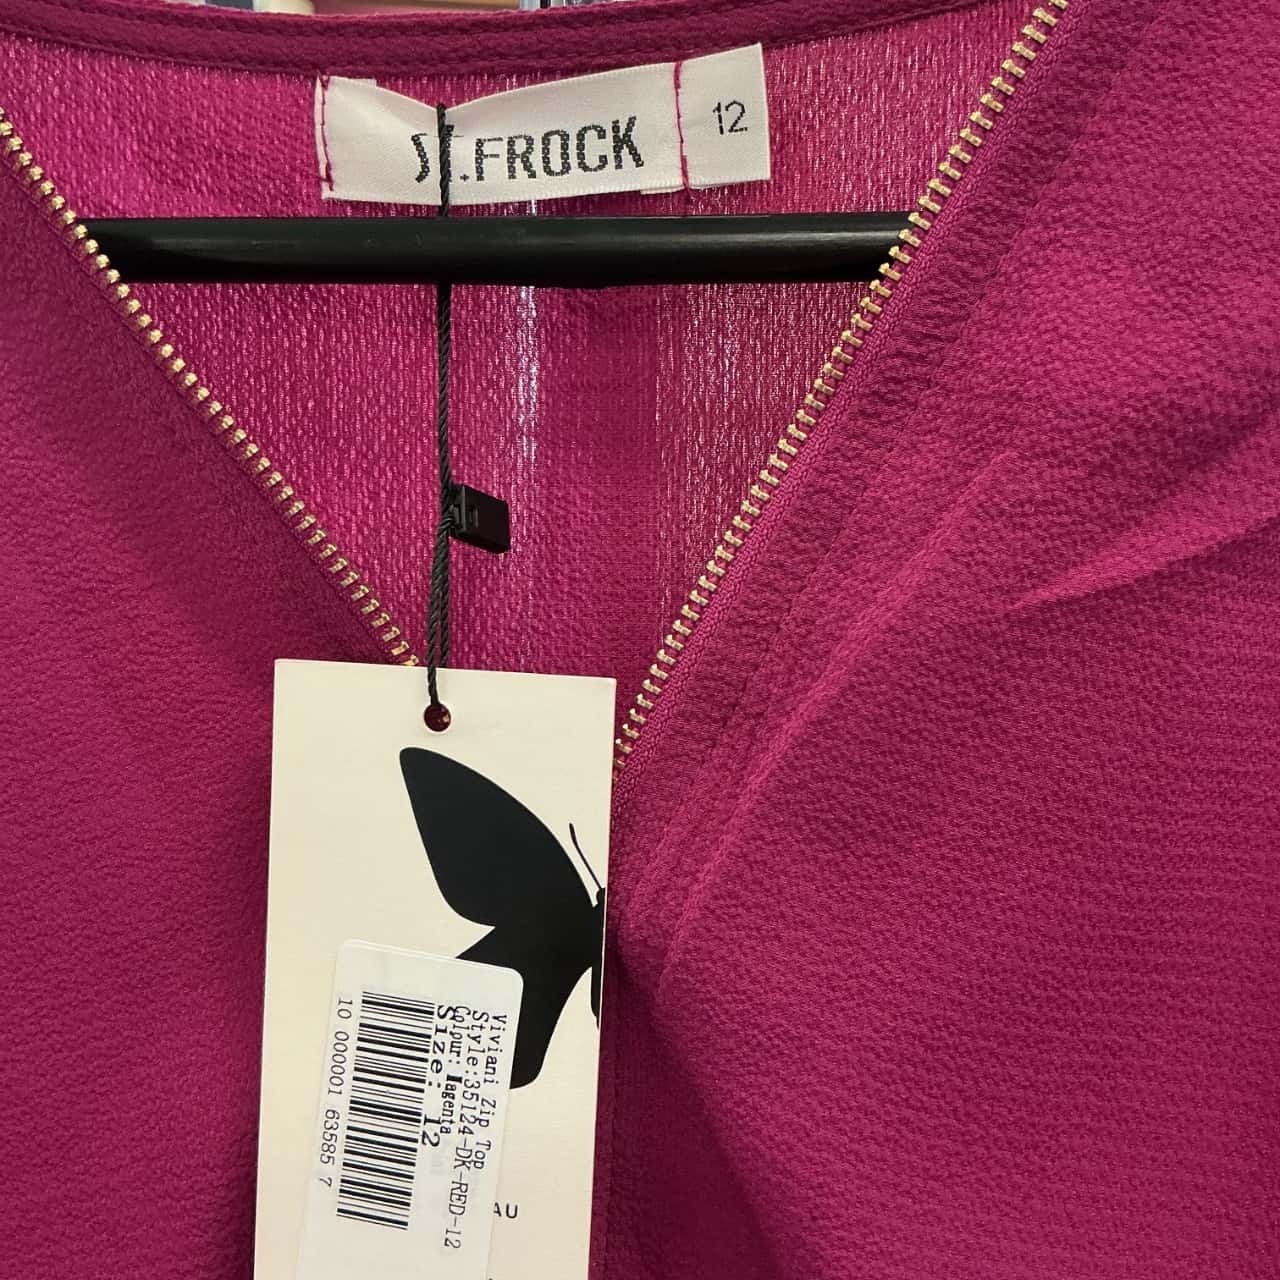 ST.FROCK
12
Viviani Zip Top
Style:35124-DK-RED-12
Colour: Magenta
Size: 12
10 000001 63585 7
AU